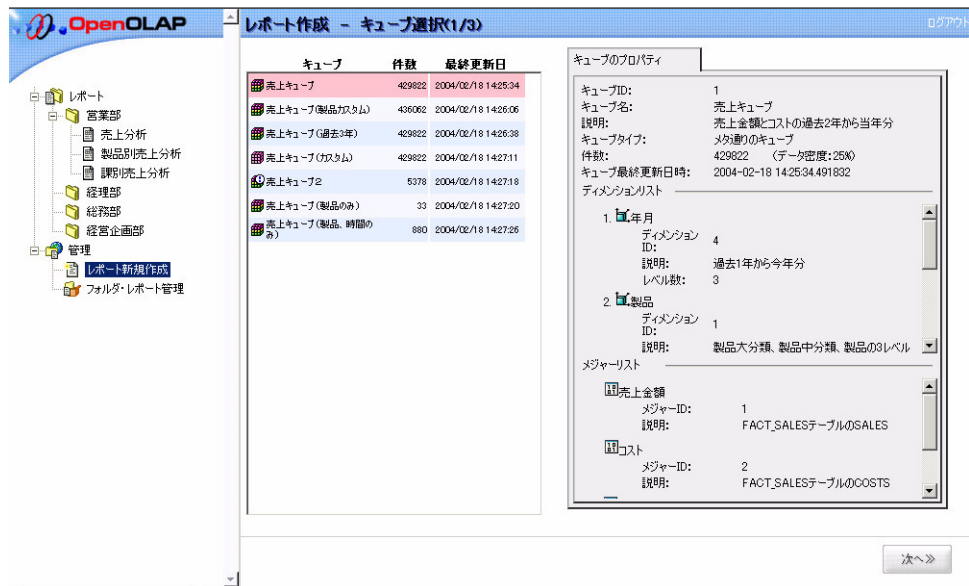 OpenOLAP
レポート作成 － キューブ選択(1/3)
ログアウト
レポート
営業部
売上分析
製品別売上分析
課別売上分析
経理部
総務部
経営企画部
管理
レポート新規作成
フォルダ・レポート管理
キューブ 件数 最終更新日
売上キューブ 429822 2004/02/18 14:25:34
売上キューブ(製品カスタム) 436062 2004/02/18 14:26:06
売上キューブ(過去3年) 429822 2004/02/18 14:26:38
売上キューブ(カスタム) 429822 2004/02/18 14:27:11
売上キューブ2 5378 2004/02/18 14:27:18
売上キューブ(製品のみ) 33 2004/02/18 14:27:20
売上キューブ(製品、時間の
み) 880 2004/02/18 14:27:26
キューブのプロパティ
キューブID: 1
キューブ名: 売上キューブ
説明: 売上金額とコストの過去2年から当年分
キューブタイプ: メタ通りのキューブ
件数: 429822 (データ密度:25%)
キューブ最終更新日時: 2004-02-18 14:25:34.491832
ディメンションリスト
1. 年月
ディメンション
ID: 4
説明: 過去1年から今年分
レベル数: 3
2. 製品
ディメンション
ID: 1
説明: 製品大分類、製品中分類、製品の3レベル
メジャーリスト
売上金額
メジャーID: 1
説明: FACT_SALESテーブルのSALES
コスト
メジャーID: 2
説明: FACT_SALESテーブルのCOSTS
次へ≫